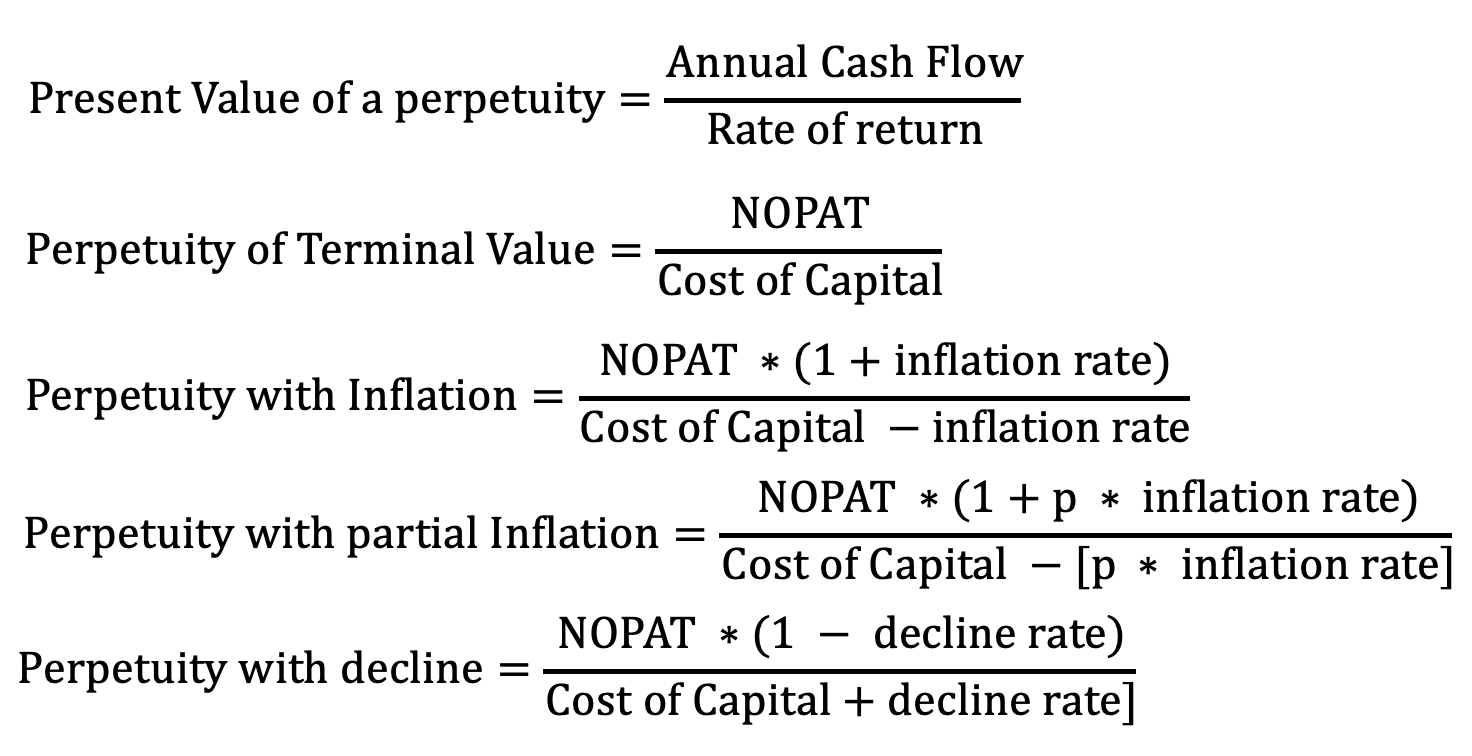 Present Value of a perpetuity = Annual Cash Flow / Rate of return
Perpetuity of Terminal Value = NOPAT / Cost of Capital
Perpetuity with Inflation = NOPAT * (1 + inflation rate) / Cost of Capital − inflation rate
Perpetuity with partial Inflation = NOPAT * (1 + p * inflation rate) / Cost of Capital − [p * inflation rate]
Perpetuity with decline = NOPAT * (1 − decline rate) / Cost of Capital + decline rate]